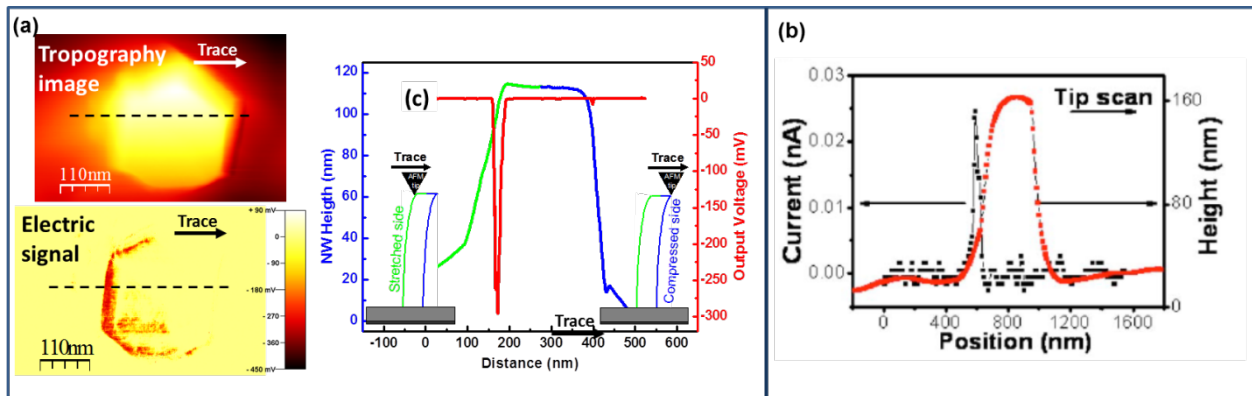 (a)
Tropography
image
Trace
110nm
Electric
signal
Trace
110nm
+ 90 mV
0 mV
- 90 mV
- 180 mV
- 270 mV
- 360 mV
- 450 mV
(c)
NW Heigth (nm)
120
100
80
60
40
20
0
-100 0 100 200 300 400 500 600
Distance (nm)
Output Voltage (mV)
50
0
-50
-100
-150
-200
-250
-300
Trace
AFM
tip
Stretched side
Trace
AFM
tip
Compressed side
Trace
(b)
Tip scan
Current (nA)
0.03
0.02
0.01
0.00
Height (nm)
160
80
0
0 400 800 1200 1600
Position (nm)